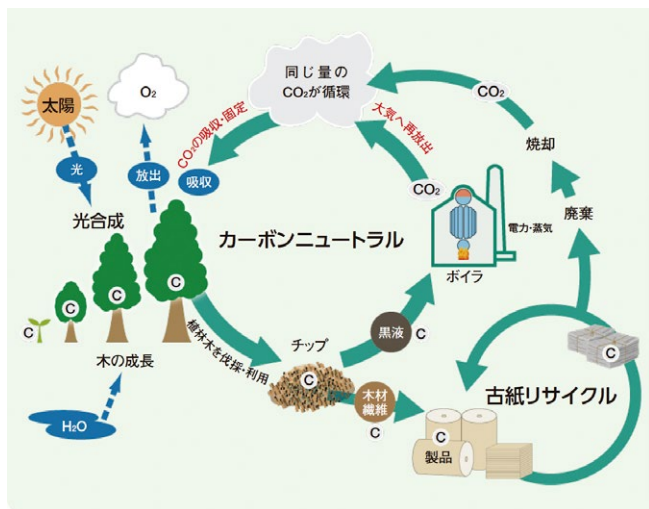 太陽
O₂
同じ量の
CO₂が循環
CO₂
CO₂の吸収・固定
大気へ再放出
焼却
光
放出
吸収
CO₂
廃棄
光合成
カーボンニュートラル
電力・蒸気
ボイラ
C
C
C
C
植林木を伐採・利用
黒液
C
チップ
C
C
木の成長
木材
繊維
C
古紙リサイクル
H₂O
C
製品